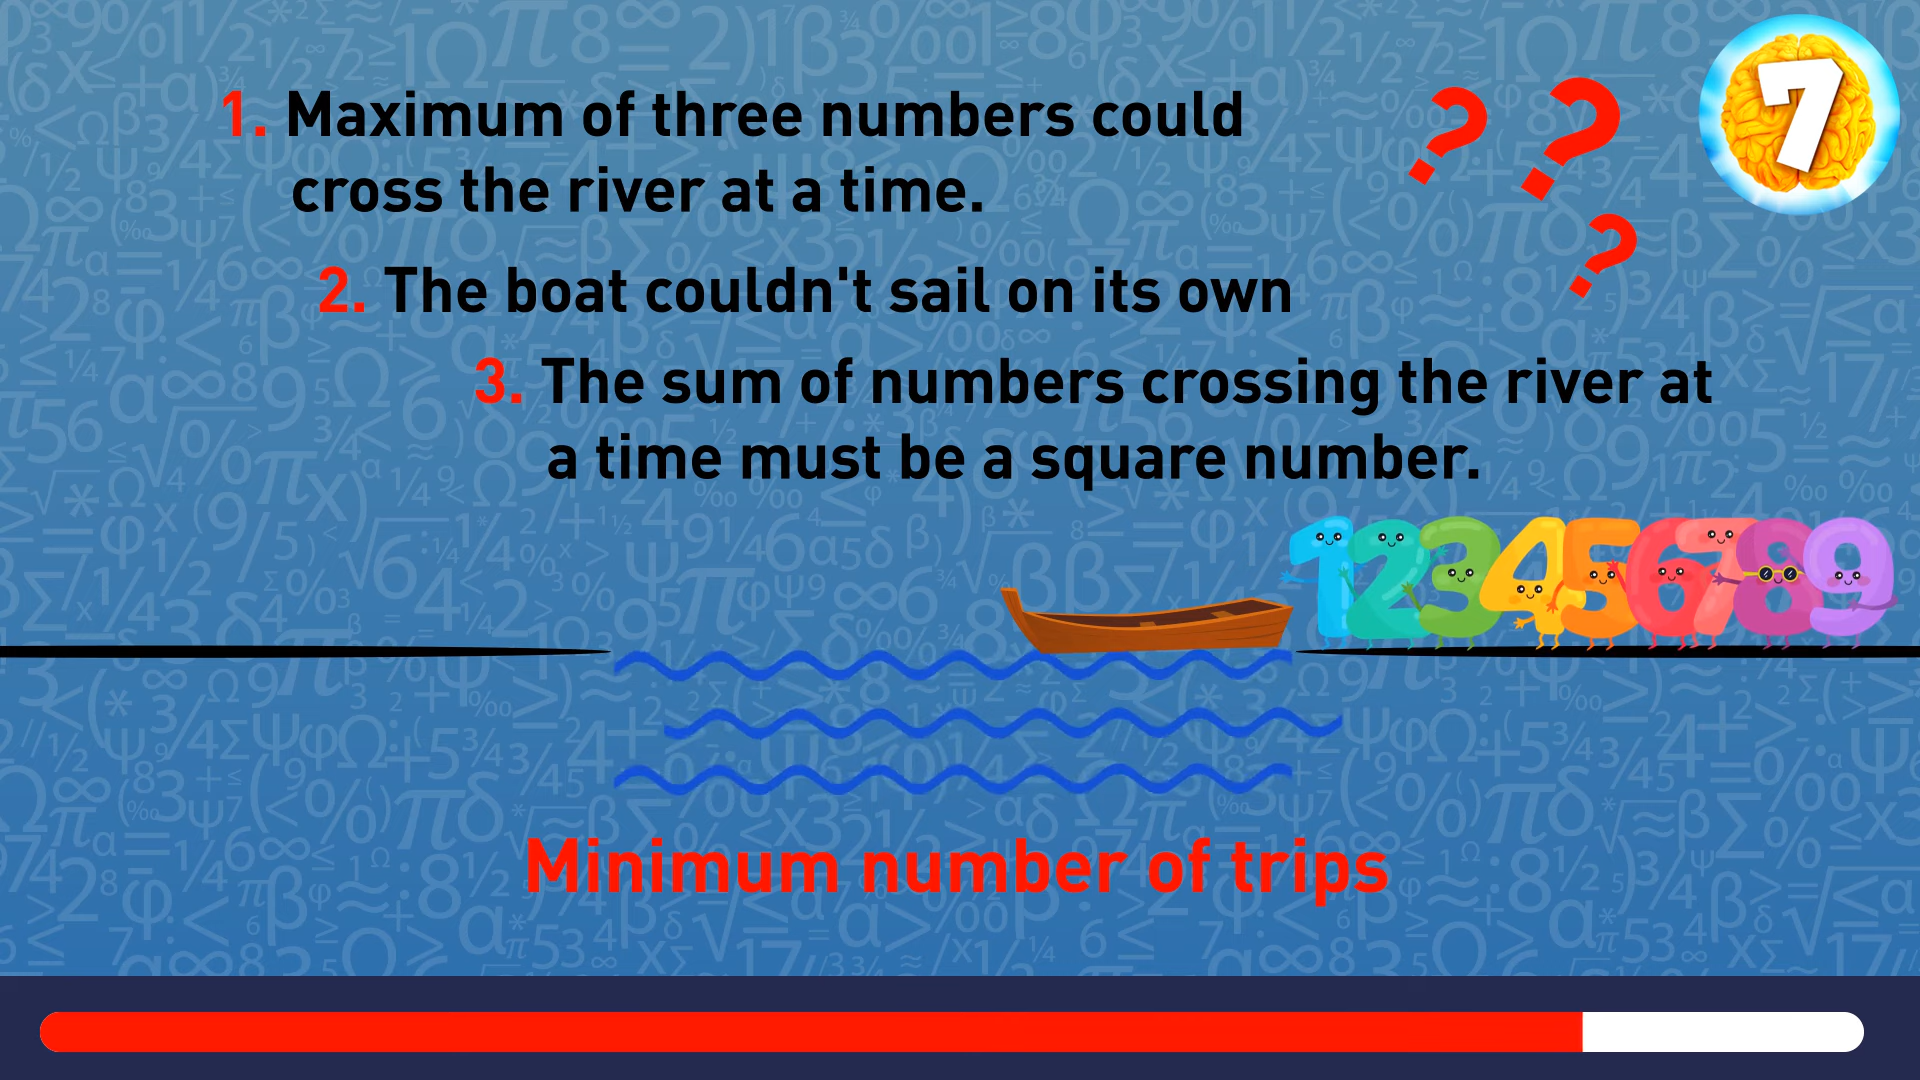 1. Maximum of three numbers could
cross the river at a time.
2. The boat couldn't sail on its own
3. The sum of numbers crossing the river at
a time must be a square number.
7
123456789
Minimum number of trips
? ? ?